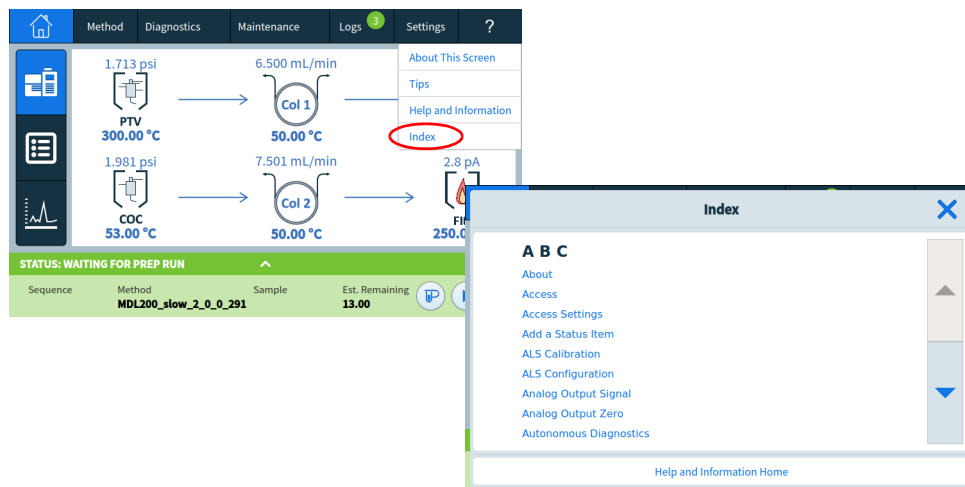 Method Diagnostics Maintenance Logs 3 Settings ?
About This Screen
Tips
Help and Information
Index
1.713 psi 6.500 mL/min
Col 1
PTV
300.00 °C 50.00 °C
1.981 psi 7.501 mL/min 2.8 pA
Col 2
COC FI
53.00 °C 50.00 °C 250.0
STATUS: WAITING FOR PREP RUN
Sequence Method Sample Est. Remaining
MDL200_slow_2_0_0_291 13.00
Index
A B C
About
Access
Access Settings
Add a Status Item
ALS Calibration
ALS Configuration
Analog Output Signal
Analog Output Zero
Autonomous Diagnostics
Help and Information Home